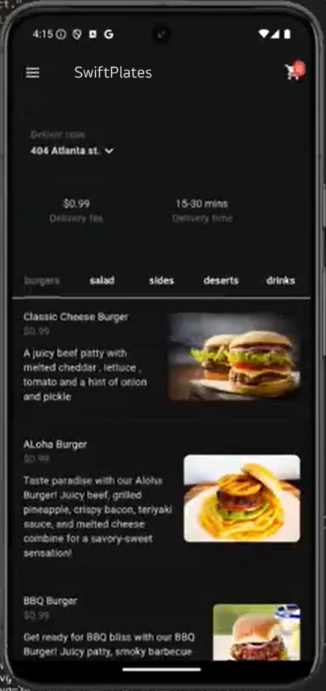 4:15
SwiftPlates
Deliver now
404 Atlanta st.
$0.99
15-30 mins
Delivery fee
Delivery time
burgers
salad
sides
deserts
drinks
Classic Cheese Burger
$0.99
A juicy beef patty with
melted cheddar , lettuce ,
tomato and a hint of onion
and pickle
ALoha Burger
$0.99
Taste paradise with our Aloha
Burger! Juicy beef, grilled
pineapple, crispy bacon, teriyaki
sauce, and melted cheese
combine for a savory-sweet
sensation!
BBQ Burger
$0.99
Get ready for BBQ bliss with our BBQ
Burger! Juicy patty, smoky barbecue